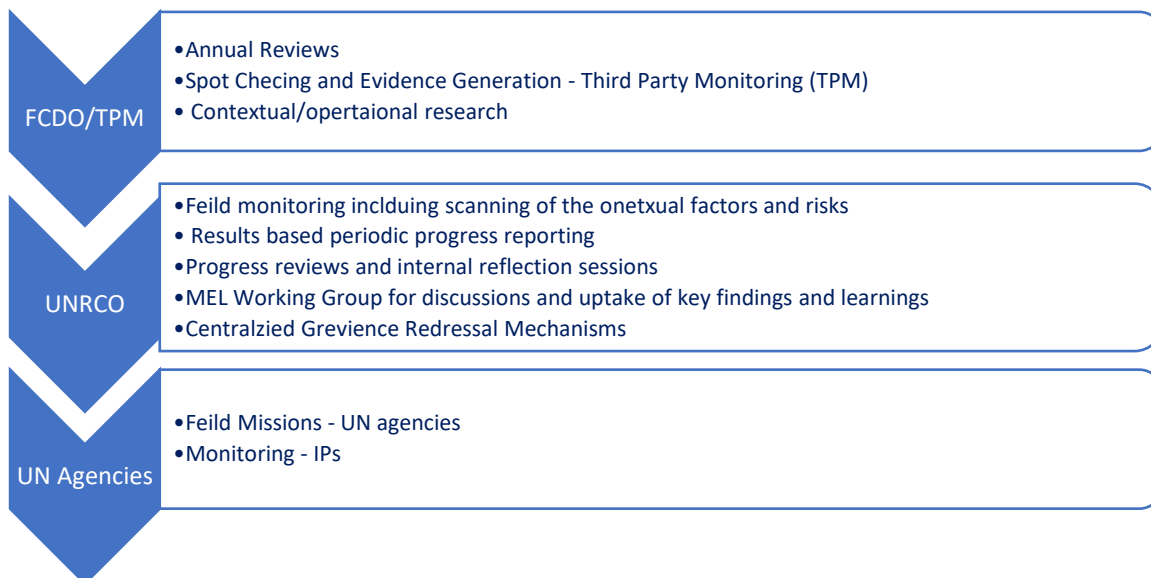 FCDO/TPM
•Annual Reviews
•Spot Checing and Evidence Generation - Third Party Monitoring (TPM)
• Contextual/opertaional research
UNRCO
•Feild monitoring inclduing scanning of the onetxual factors and risks
• Results based periodic progress reporting
•Progress reviews and internal reflection sessions
•MEL Working Group for discussions and uptake of key findings and learnings
•Centralzied Grevience Redressal Mechanisms
UN Agencies
•Feild Missions - UN agencies
•Monitoring - IPs